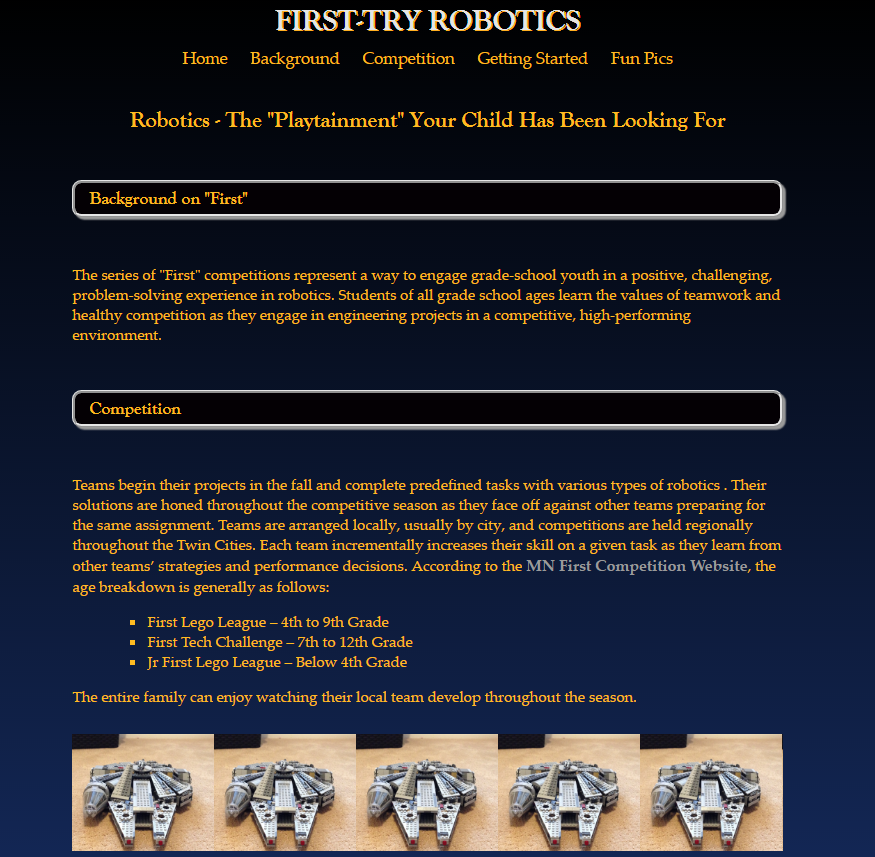 FIRST-TRY ROBOTICS
Home Background Competition Getting Started Fun Pics
Robotics - The "Playtainment" Your Child Has Been Looking For
Background on "First"
The series of "First" competitions represent a way to engage grade-school youth in a positive, challenging,
problem-solving experience in robotics. Students of all grade school ages learn the values of teamwork and
healthy competition as they engage in engineering projects in a competitive, high-performing
environment.
Competition
Teams begin their projects in the fall and complete predefined tasks with various types of robotics . Their
solutions are honed throughout the competitive season as they face off against other teams preparing for
the same assignment. Teams are arranged locally, usually by city, and competitions are held regionally
throughout the Twin Cities. Each team incrementally increases their skill on a given task as they learn from
other teams’ strategies and performance decisions. According to the MN First Competition Website, the
age breakdown is generally as follows:
▪ First Lego League – 4th to 9th Grade
▪ First Tech Challenge – 7th to 12th Grade
▪ Jr First Lego League – Below 4th Grade
The entire family can enjoy watching their local team develop throughout the season.